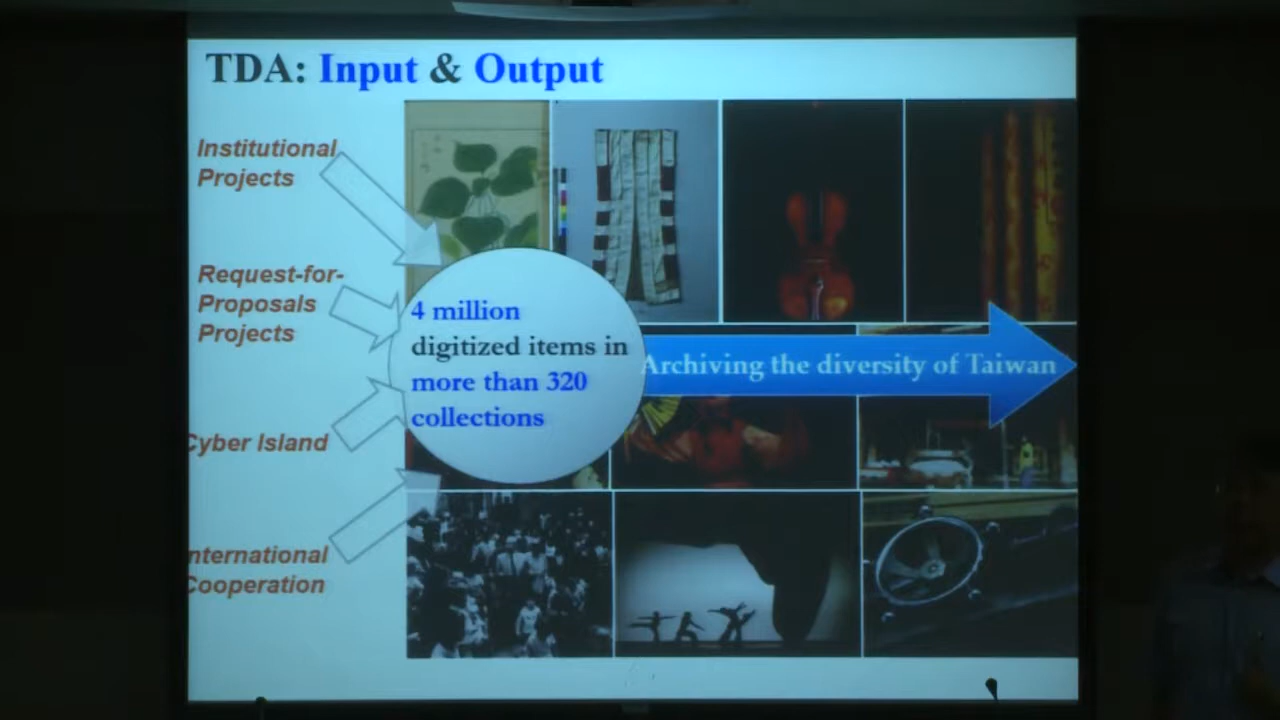 TDA: Input & Output
Institutional
Projects
Request-for-
Proposals
Projects
Cyber Island
nternational
Cooperation
4 million
digitized items in
more than 320
collections
Archiving the diversity of Taiwan